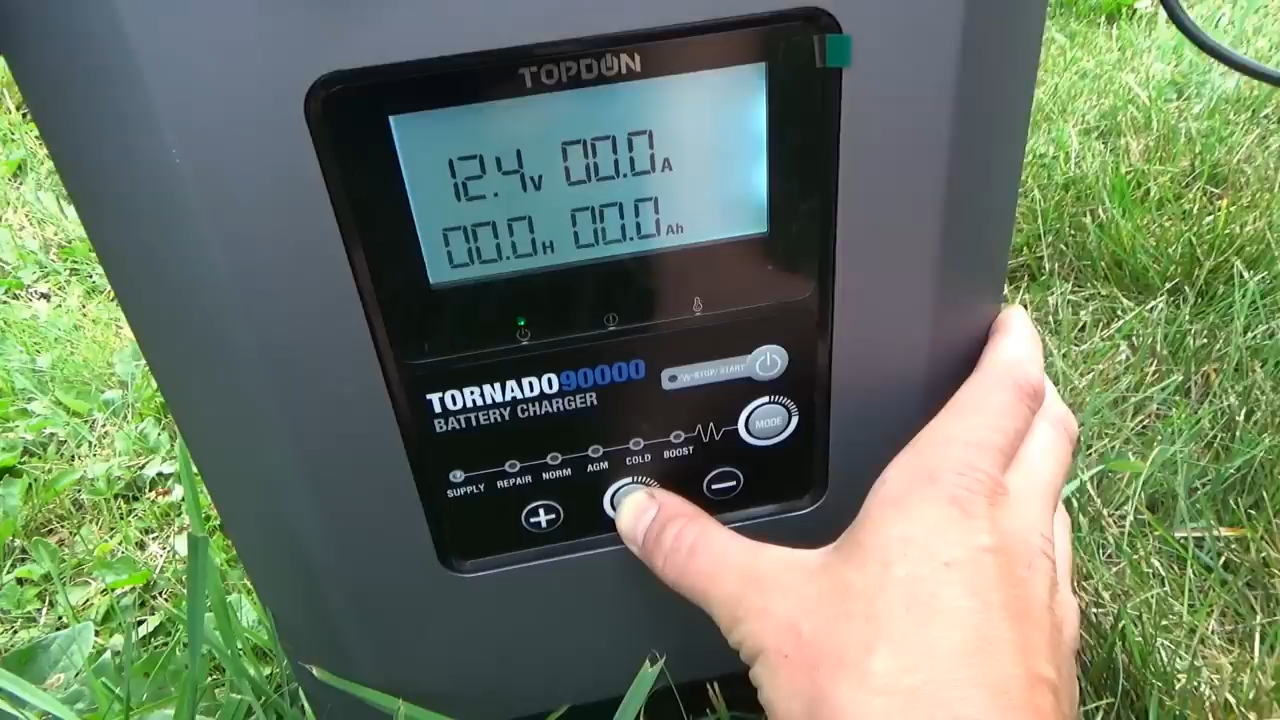 TOPDON
12.4V 00.0A
00.0H 00.0Ah
TORNADO90000
BATTERY CHARGER
STOP/START
MODE
SUPPLY REPAIR NORM AGM COLD BOOST